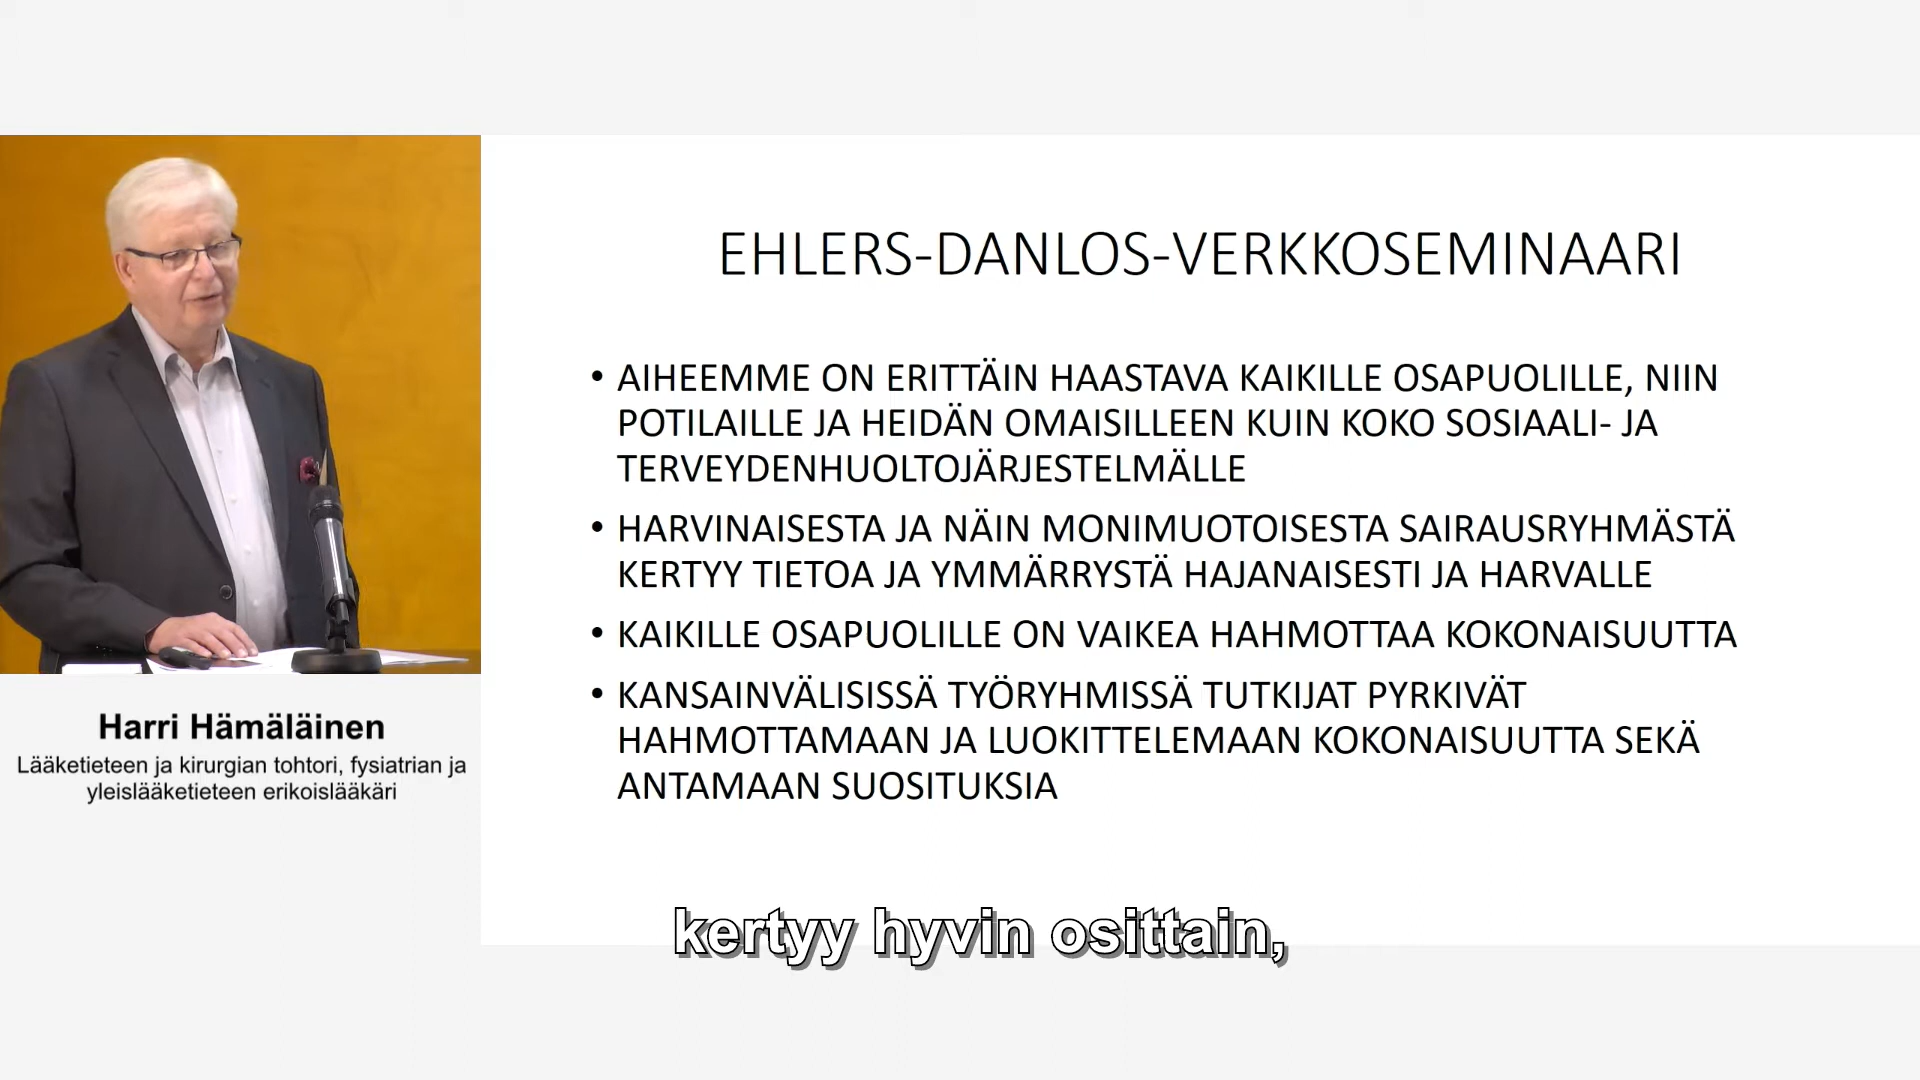 EHLERS-DANLOS-VERKKOSEMINAARI
• AIHEEMME ON ERITTÄIN HAASTAVA KAIKILLE OSAPUOLILLE, NIIN
POTILAILLE JA HEIDÄN OMAISILLEEN KUIN KOKO SOSIAALI- JA
TERVEYDENHUOLTOJÄRJESTELMÄLLE
• HARVINAISESTA JA NÄIN MONIMUOTOISESTA SAIRAUSRYHMÄSTÄ
KERTYY TIETOA JA YMMÄRRYSTÄ HAJANAISESTI JA HARVALLE
• KAIKILLE OSAPUOLILLE ON VAIKEA HAHMOTTAA KOKONAISUUTTA
• KANSAINVÄLISISSÄ TYÖRYHMISSÄ TUTKIJAT PYRKIVÄT
HAHMOTTAMAAN JA LUOKITTELEMAAN KOKONAISUUTTA SEKÄ
ANTAMAAN SUOSITUKSIA
Harri Hämäläinen
Lääketieteen ja kirurgian tohtori, fysiatrian ja
yleislääketieteen erikoislääkäri
kertyy hyvin osittain,